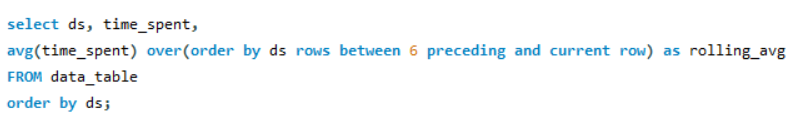 select ds, time_spent,
avg(time_spent) over(order by ds rows between 6 preceding and current row) as rolling_avg
FROM data_table
order by ds;